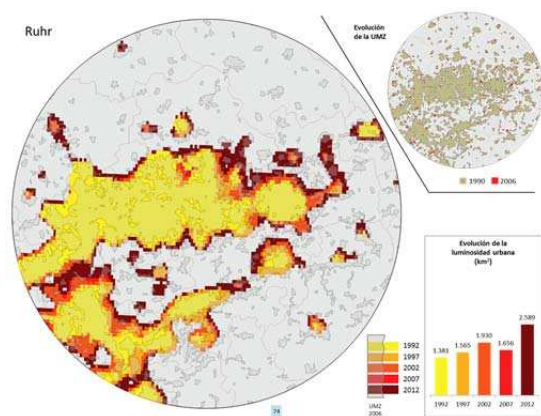 Ruhr
Evolución
de la UMZ
1990
2006
Evolución de la
luminosidad urbana
(km²)
1.381
1.565
1.930
1.656
2.589
1992
1997
2002
2007
2012
1992
1997
2002
2007
2012
UMZ
2006
74